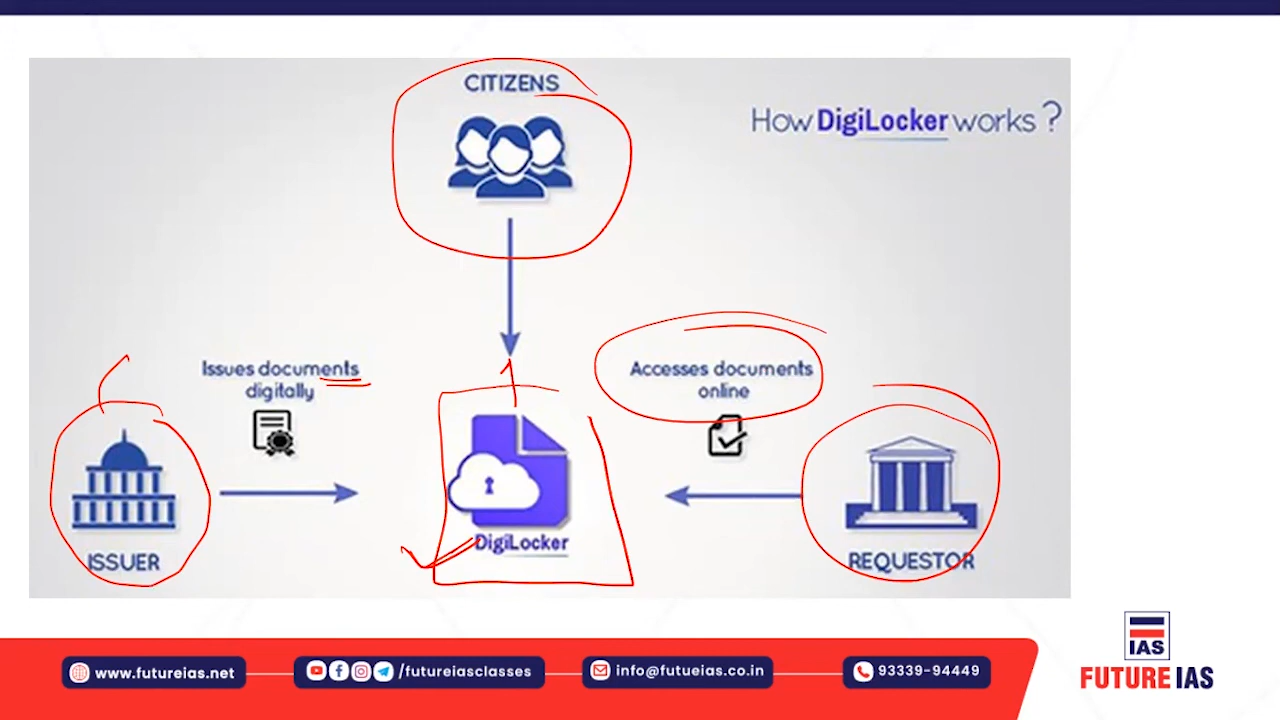 CITIZENS
How DigiLocker works ?
Issues documents
digitally
Accesses documents
online
ISSUER
DigiLocker
REQUESTOR
www.futureias.net
/futureiasclasses
info@futueias.co.in
93339-94449
IAS
FUTURE IAS